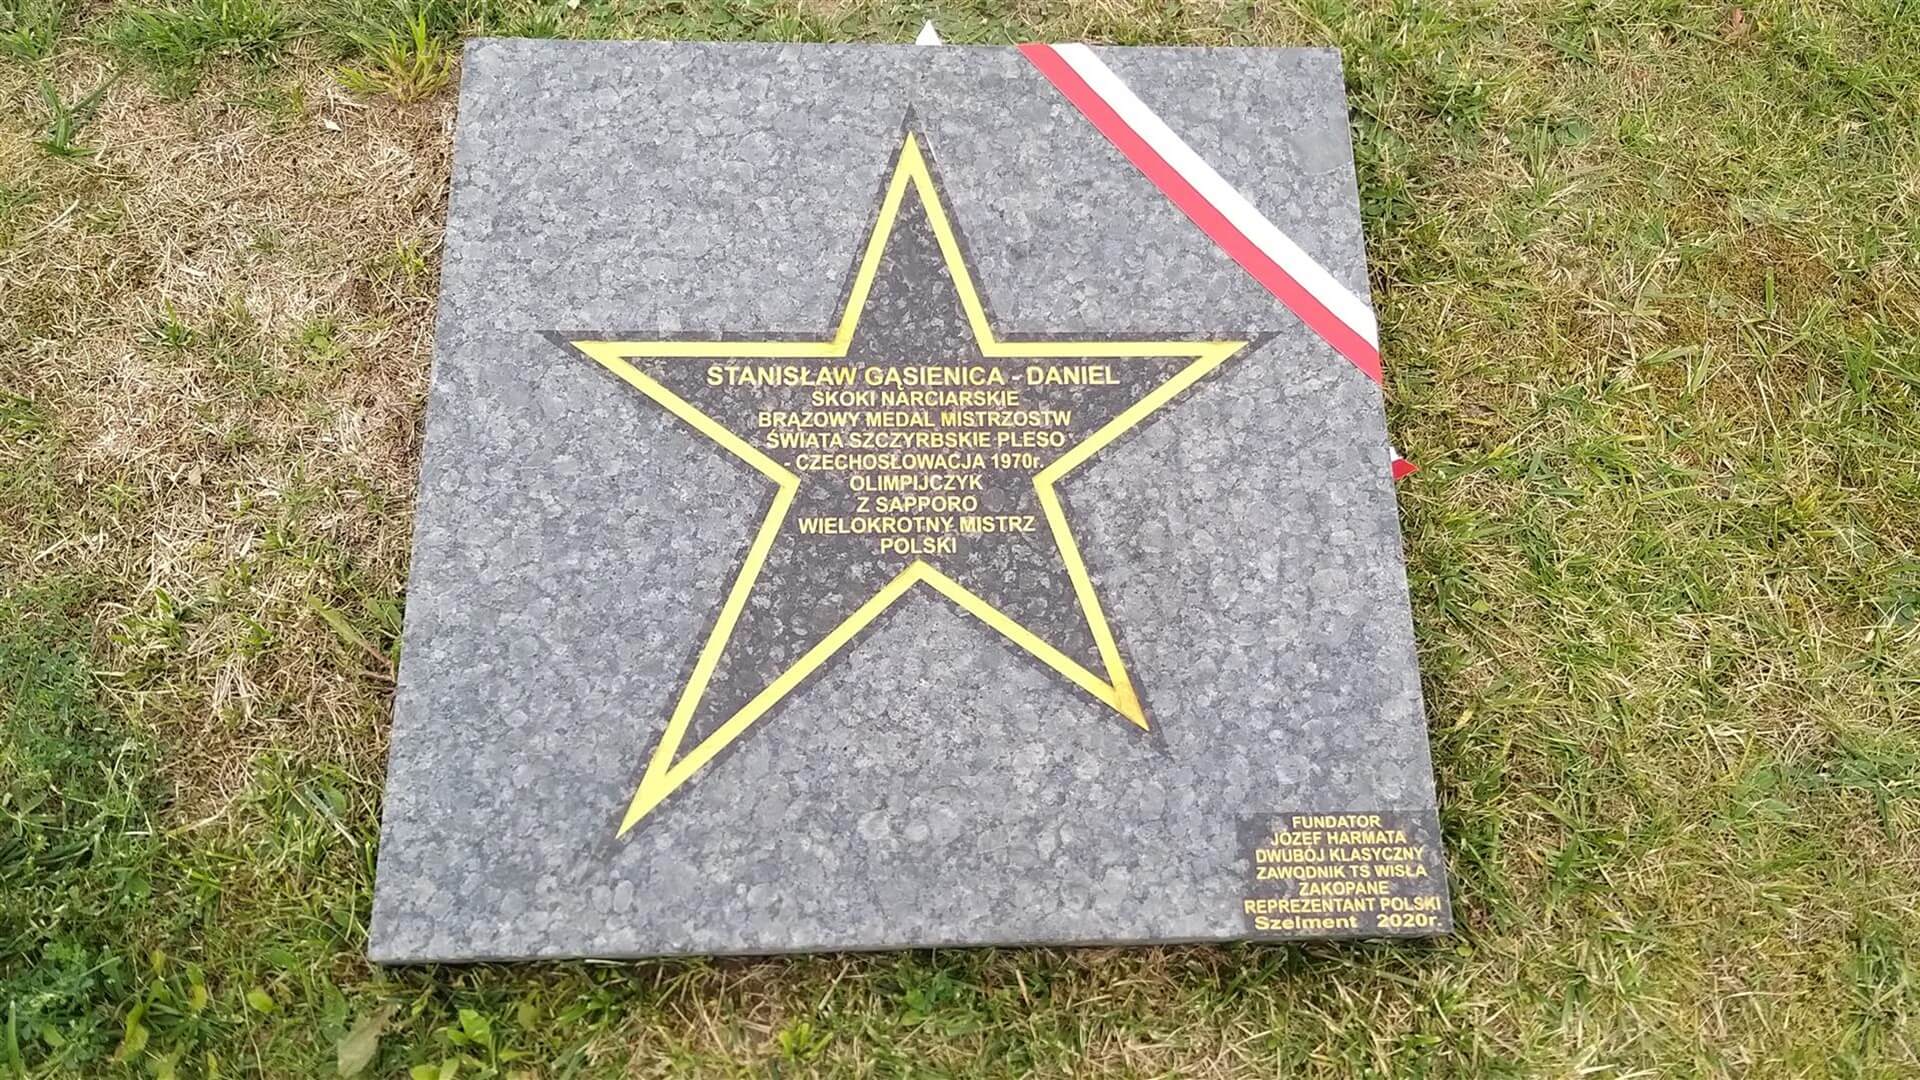 STANISŁAW GĄSIENICA - DANIEL
SKOKI NARCIARSKIE
BRĄZOWY MEDAL MISTRZOSTW
ŚWIATA SZCZYRBSKIE PLESO
- CZECHOSŁOWACJA 1970r.
OLIMPIJCZYK
Z SAPPORO
WIELOKROTNY MISTRZ
POLSKI
FUNDATOR
JÓZEF HARMATA
DWUBÓJ KLASYCZNY
ZAWODNIK TS WISŁA
ZAKOPANE
REPREZENTANT POLSKI
Szelment 2020r.